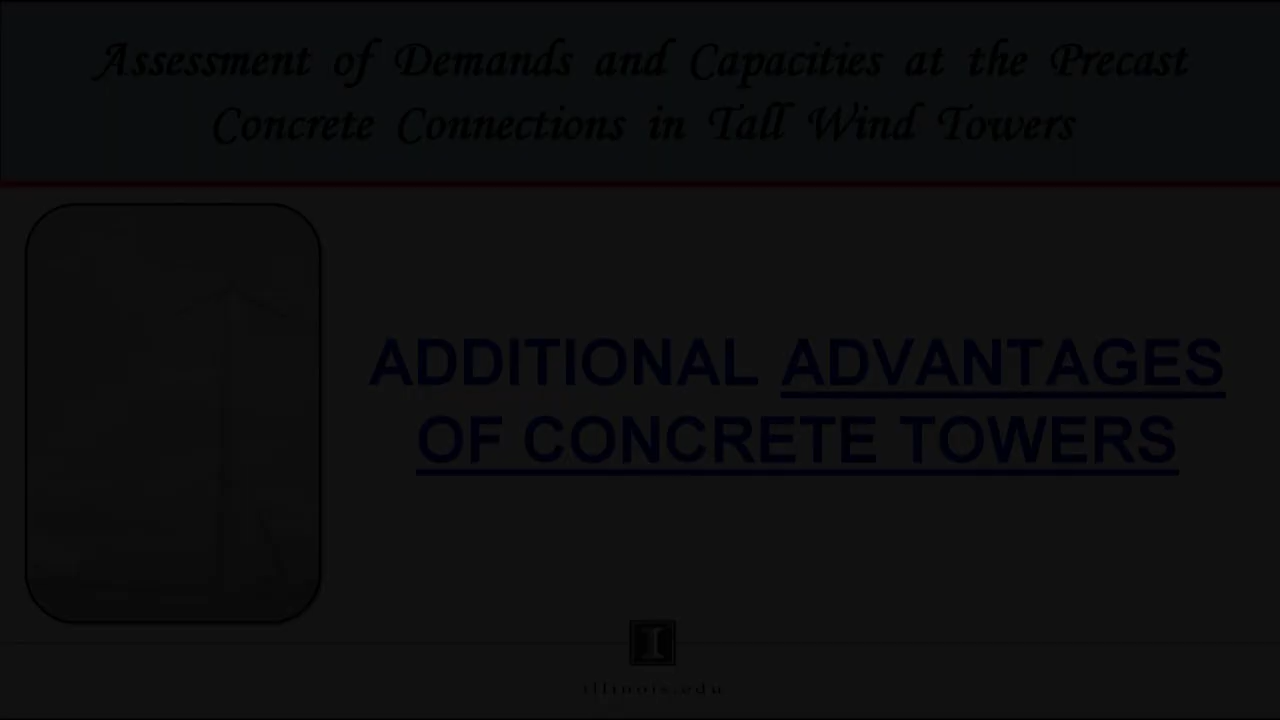 Assessment of Demands and Capacities at the Precast
Concrete Connections in Tall Wind Towers
ADDITIONAL ADVANTAGES
OF CONCRETE TOWERS
I
illinois.edu